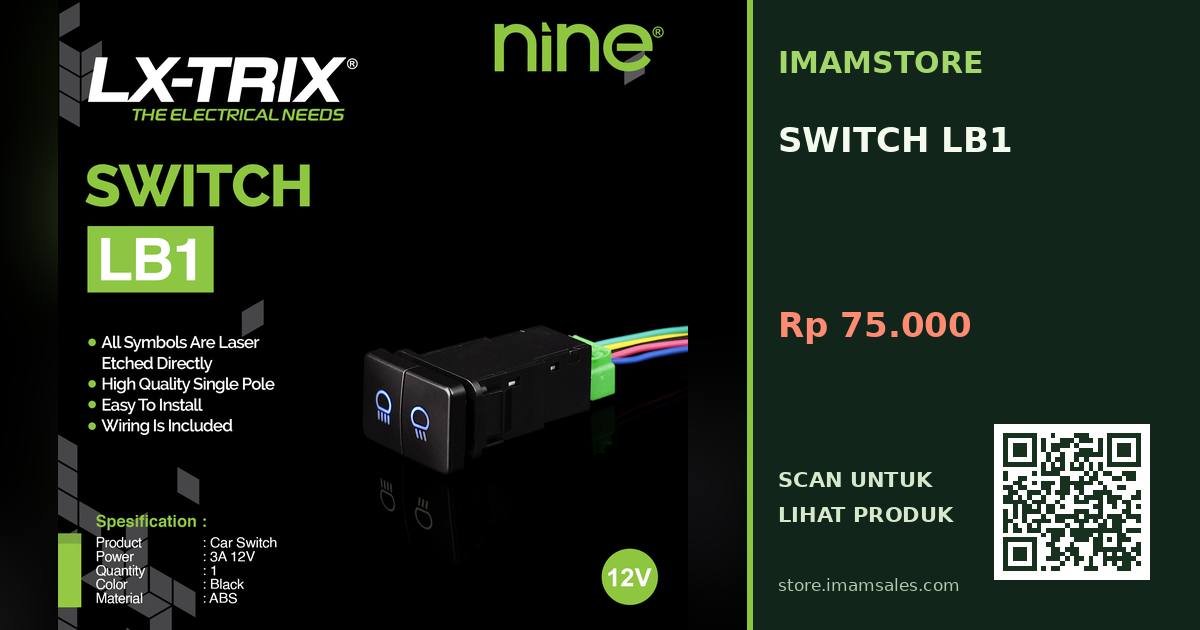 LX-TRIX®
THE ELECTRICAL NEEDS
nine®
SWITCH
LB1
All Symbols Are Laser
Etched Directly
High Quality Single Pole
Easy To Install
Wiring Is Included
Spesification :
Product : Car Switch
Power : 3A 12V
Quantity : 1
Color : Black
Material : ABS
12V
IMAMSTORE
SWITCH LB1
Rp 75.000
SCAN UNTUK
LIHAT PRODUK
store.imamsales.com